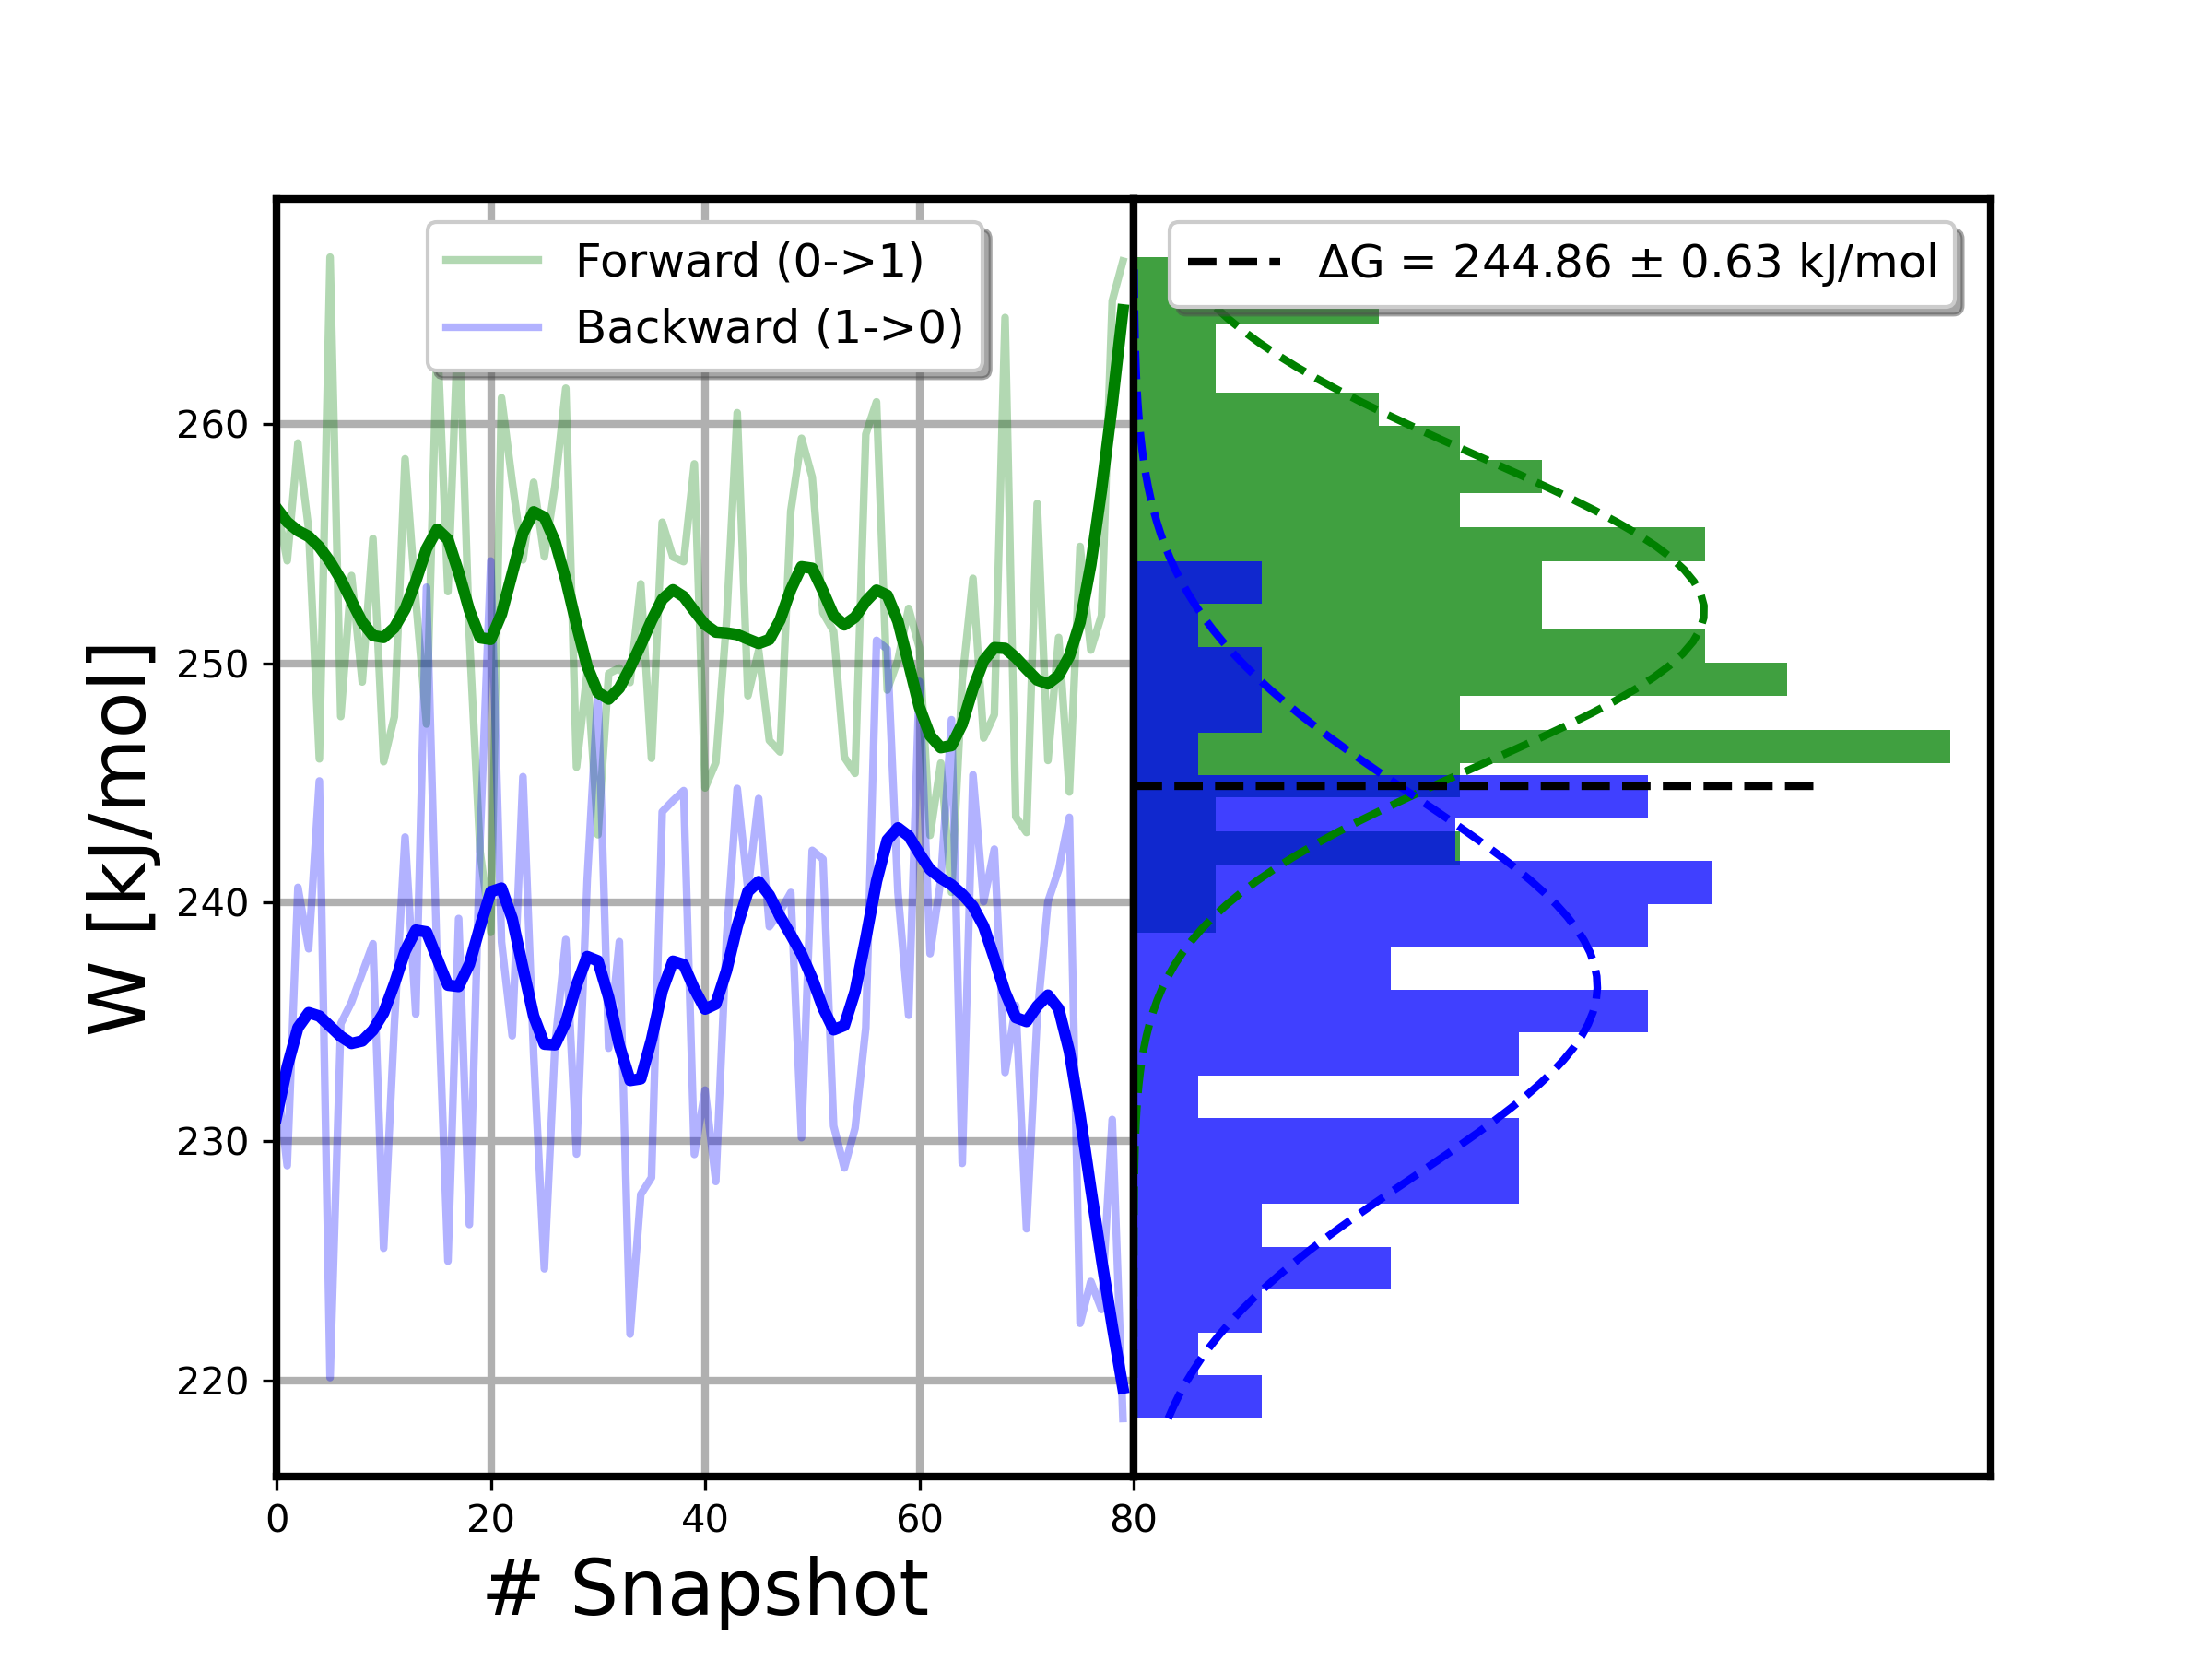 Forward (0->1)
Backward (1->0)
ΔG = 244.86 ± 0.63 kJ/mol
W [kJ/mol]
260
250
240
230
220
0 20 40 60 80
# Snapshot